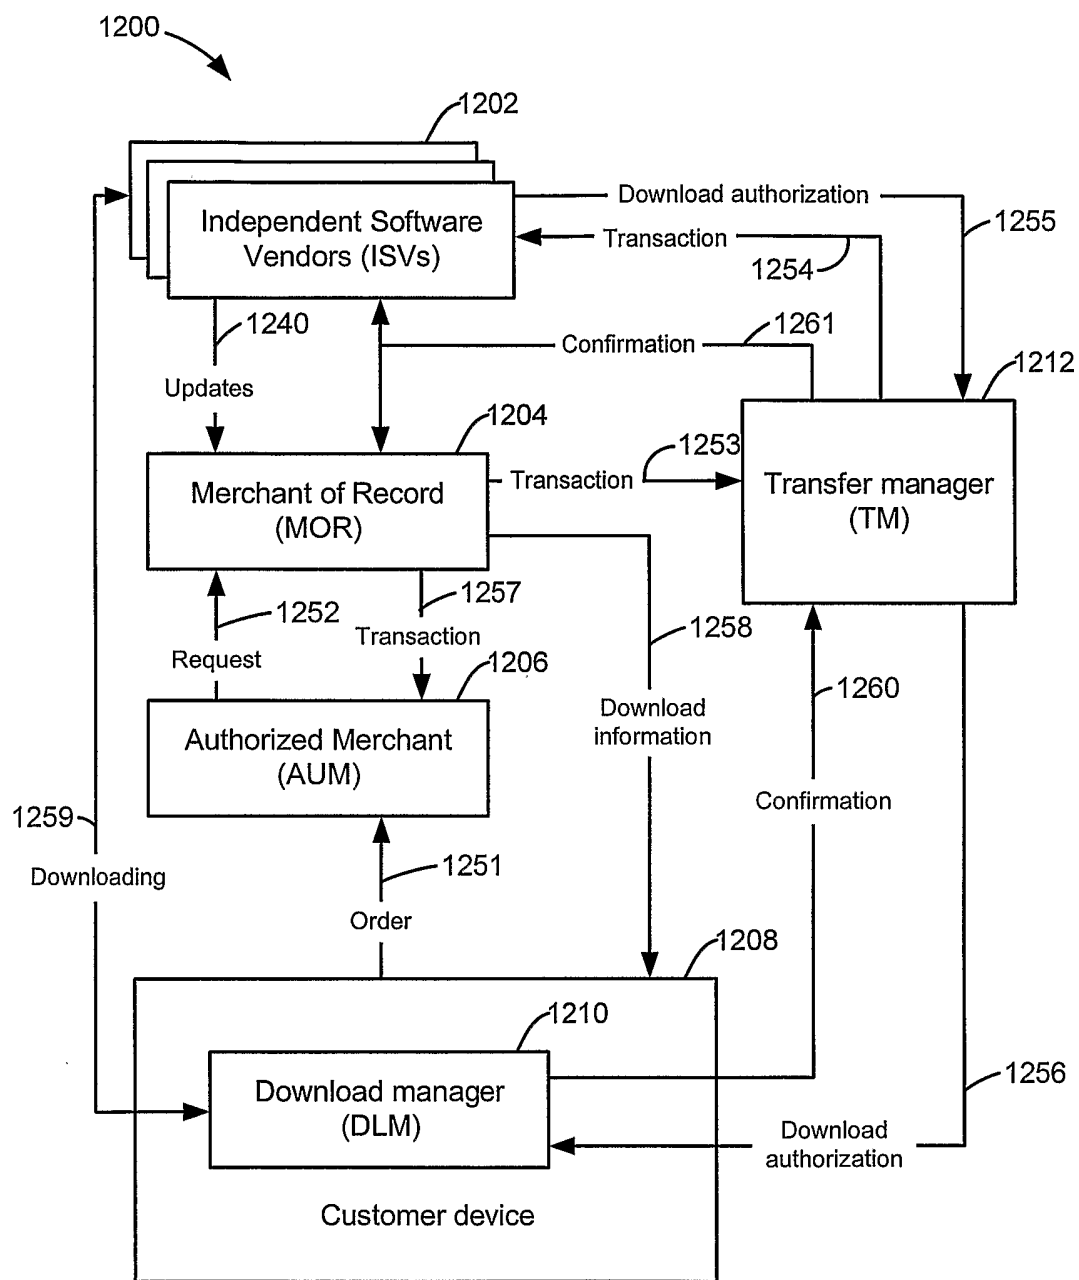 1200
1202
Independent Software
Vendors (ISVs)
Download authorization
1255
Transaction
1254
1240
1261
Confirmation
1212
Updates
1204
1253
Merchant of Record
(MOR)
Transaction
Transfer manager
(TM)
1252
1257
1258
Transaction
Request
1206
1260
Download
information
Authorized Merchant
(AUM)
Confirmation
1259
1251
Downloading
Order
1208
1210
1256
Download manager
(DLM)
Download
authorization
Customer device